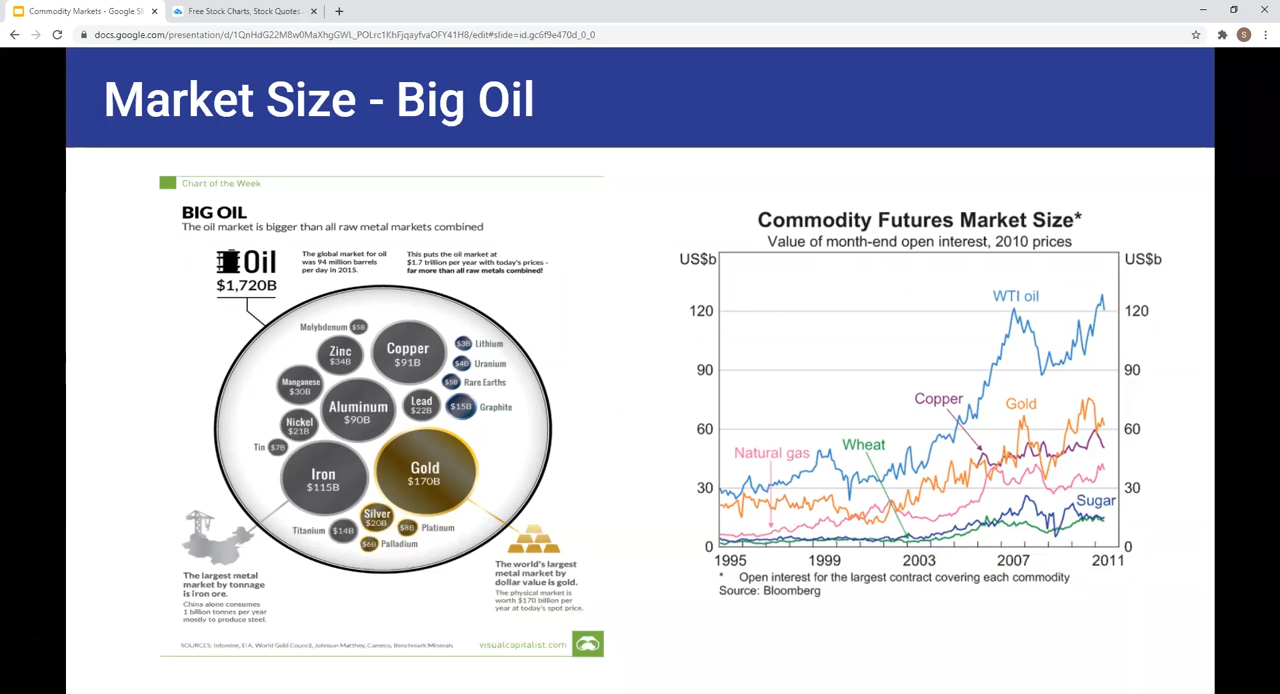 Commodity Markets - Google Sli
Free Stock Charts, Stock Quotes
docs.google.com/presentation/d/1QnHdG22M8w0MaXhgGWL_POLrc1KhFjqayfvaOFY41H8/edit#slide=id.gc6f9e470d_0_0
S
Market Size - Big Oil
Chart of the Week
BIG OIL
The oil market is bigger than all raw metal markets combined
Oil
$1,720B
The global market for oil
was 94 million barrels
per day in 2015.
This puts the oil market at
$1.7 trillion per year with today's prices -
far more than all raw metals combined!
Molybdenum $5B
Zinc
$34B
Copper
$91B
$3B Lithium
$4B Uranium
$5B Rare Earths
$15B Graphite
Manganese
$30B
Aluminum
$90B
Lead
$22B
Nickel
$21B
Tin $7B
Iron
$115B
Gold
$170B
Silver
$20B
Titanium $14B
$8B Platinum
$6B Palladium
The largest metal
market by tonnage
is iron ore.
China alone consumes
1 billion tonnes per year
mostly to produce steel.
The world's largest
metal market by
dollar value is gold.
The physical market is
worth $170 billion per
year at today's spot price.
SOURCES: Infomine, EIA, World Gold Council, Johnson Matthey, Cameco, Benchmark Minerals
visualcapitalist.com
Commodity Futures Market Size*
Value of month-end open interest, 2010 prices
US$b US$b
WTI oil
120 120
90 90
Copper
Gold
60 60
Wheat
Natural gas
30 30
Sugar
0 0
1995 1999 2003 2007 2011
* Open interest for the largest contract covering each commodity
Source: Bloomberg